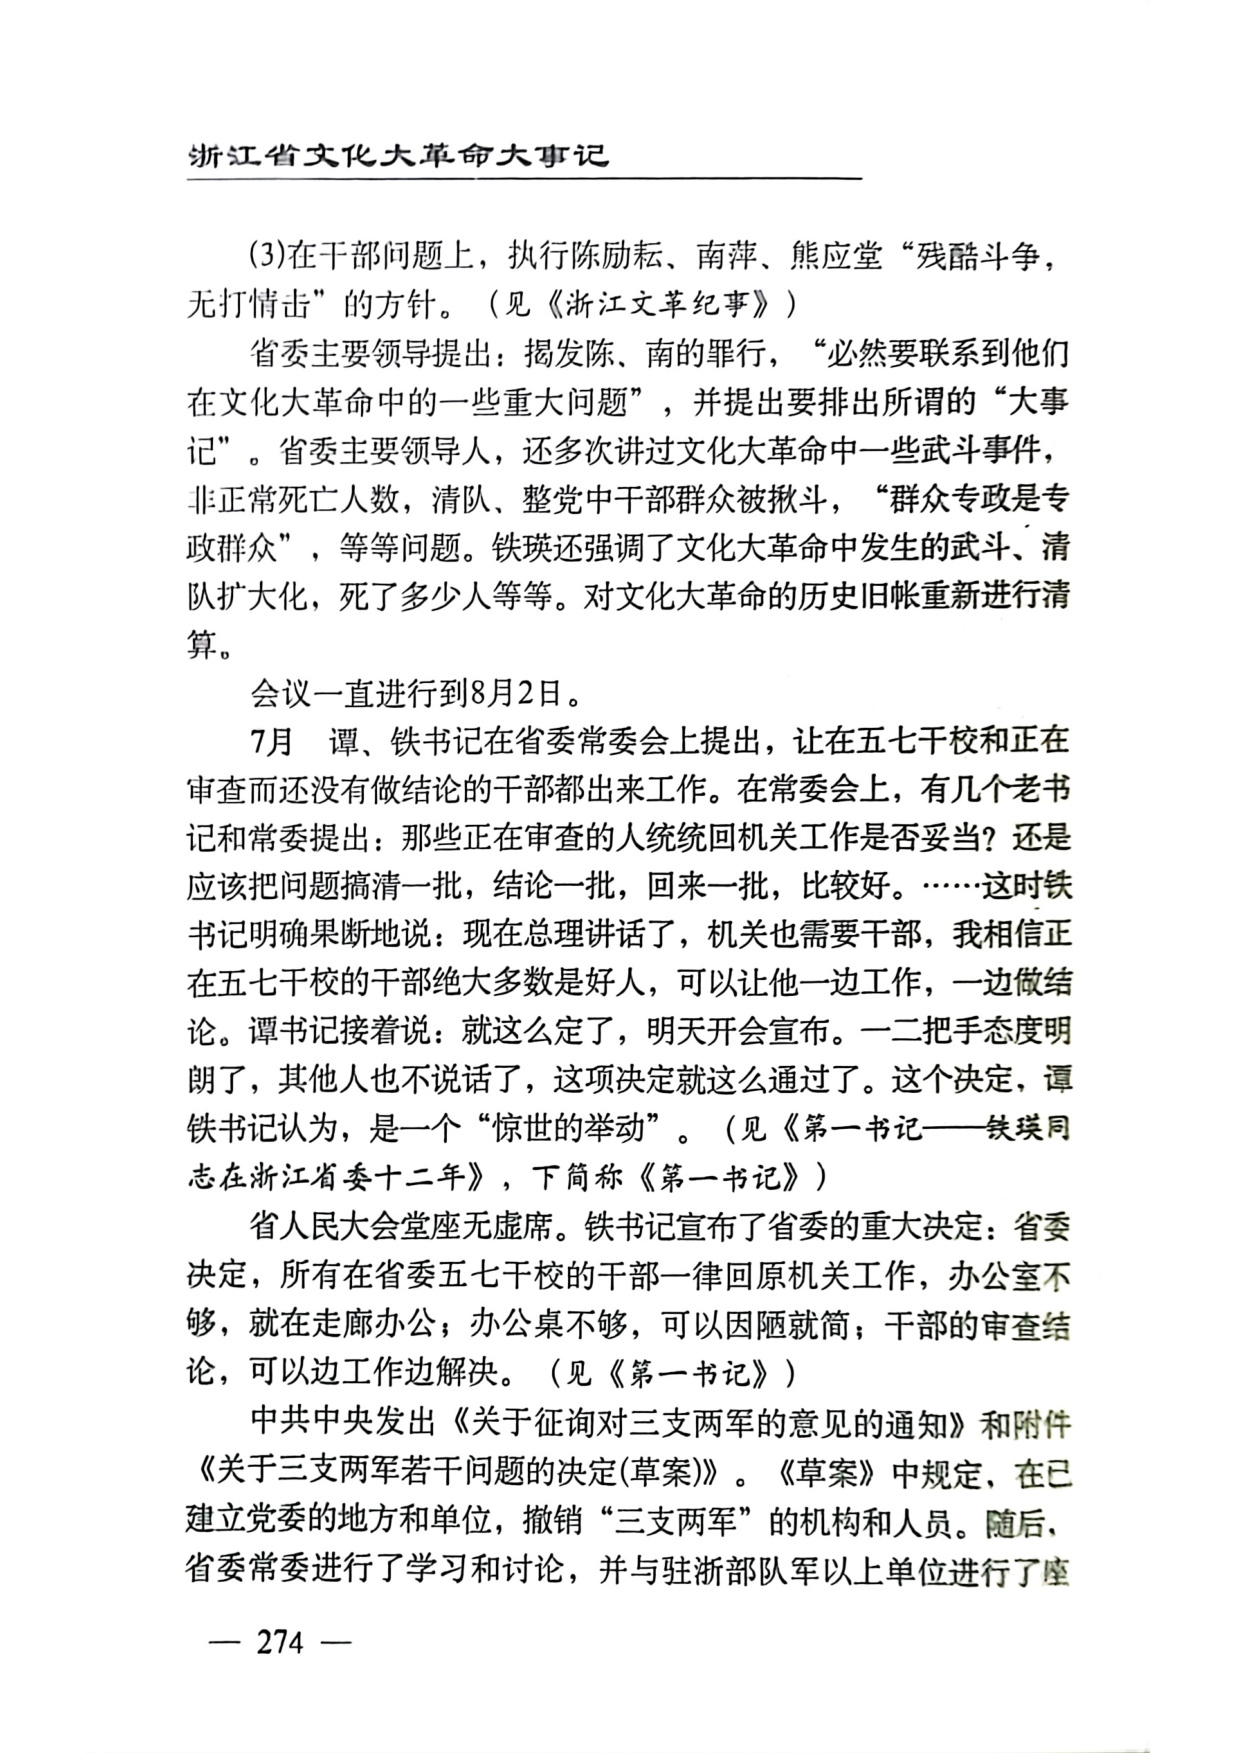 浙江省文化大革命大事记
(3)在干部问题上，执行陈励耘、南萍、熊应堂“残酷斗争，
无打情击”的方针。（见《浙江文革纪事》）
省委主要领导提出：揭发陈、南的罪行，“必然要联系到他们
在文化大革命中的一些重大问题”，并提出要排出所谓的“大事
记”。省委主要领导人，还多次讲过文化大革命中一些武斗事件，
非正常死亡人数，清队、整党中干部群众被揪斗，“群众专政是专
政群众”，等等问题。铁瑛还强调了文化大革命中发生的武斗、清
队扩大化，死了多少人等等。对文化大革命的历史旧帐重新进行清
算。
会议一直进行到8月2日。
7月　谭、铁书记在省委常委会上提出，让在五七干校和正在
审查而还没有做结论的干部都出来工作。在常委会上，有几个老书
记和常委提出：那些正在审查的人统统回机关工作是否妥当？还是
应该把问题搞清一批，结论一批，回来一批，比较好。……这时铁
书记明确果断地说：现在总理讲话了，机关也需要干部，我相信正
在五七干校的干部绝大多数是好人，可以让他一边工作，一边做结
论。谭书记接着说：就这么定了，明天开会宣布。一二把手态度明
朗了，其他人也不说话了，这项决定就这么通过了。这个决定，谭
铁书记认为，是一个“惊世的举动”。（见《第一书记——铁瑛同
志在浙江省委十二年》，下简称《第一书记》）
省人民大会堂座无虚席。铁书记宣布了省委的重大决定：省委
决定，所有在省委五七干校的干部一律回原机关工作，办公室不
够，就在走廊办公；办公桌不够，可以因陋就简；干部的审查结
论，可以边工作边解决。（见《第一书记》）
中共中央发出《关于征询对三支两军的意见的通知》和附件
《关于三支两军若干问题的决定(草案)》。《草案》中规定，在已
建立党委的地方和单位，撤销“三支两军”的机构和人员。随后，
省委常委进行了学习和讨论，并与驻浙部队军以上单位进行了座
— 274 —